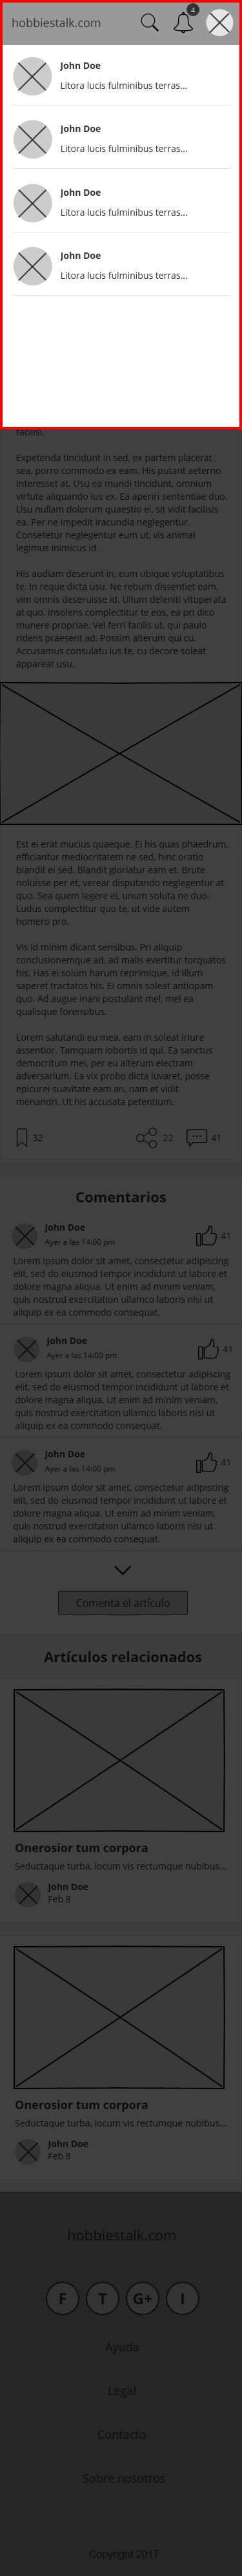 hobbiestalk.com
4
John Doe
Litora lucis fulminibus terras...
John Doe
Litora lucis fulminibus terras...
John Doe
Litora lucis fulminibus terras...
John Doe
Litora lucis fulminibus terras...
facilisi.
Expetenda tincidunt in sed, ex partem placerat
sea, porro commodo ex eam. His putant aeterno
interesset at. Usu ea mundi tincidunt, omnium
virtute aliquando ius ex. Ea aperiri sententiae duo.
Usu nullam dolorum quaestio ei, sit vidit facilisis
ea. Per ne impedit iracundia neglegentur.
Consetetur neglegentur eum ut, vis animal
legimus inimicus id.
His audiam deserunt in, eum ubique voluptatibus
te. In reque dicta usu. Ne rebum dissentiet eam,
vim omnis deseruisse id. Ullum deleniti vituperata
at quo, insolens complectitur te eos, ea pri dico
munere propriae. Vel ferri facilis ut, qui paulo
ridens praesent ad. Possim alterum qui cu.
Accusamus consulatu ius te, cu decore soleat
appareat usu.
Est ei erat mucius quaeque. Ei his quas phaedrum,
efficiantur mediocritatem ne sed, hinc oratio
blandit ei sed. Blandit gloriatur eam et. Brute
noluisse per et, verear disputando neglegentur at
quo. Sea quem legere ei, unum soluta ne duo.
Ludus complectitur quo te, ut vide autem
homero pro.
Vis id minim dicant sensibus. Pri aliquip
conclusionemque ad, ad malis evertitur torquatos
his. Has ei solum harum reprimique, id illum
saperet tractatos his. Ei omnis soleat antiopam
quo. Ad augue inani postulant mel, mel ea
qualisque forensibus.
Lorem salutandi eu mea, eam in soleat iriure
assentior. Tamquam lobortis id qui. Ea sanctus
democritum mei, per eu alterum electram
adversarium. Ea vix probo dicta iuvaret, posse
epicurei suavitate eam an, nam et vidit
menandri. Ut his accusata petentium.
32
22
41
Comentarios
John Doe
Ayer a las 14:00 pm
41
Lorem ipsum dolor sit amet, consectetur adipiscing
elit, sed do eiusmod tempor incididunt ut labore et
dolore magna aliqua. Ut enim ad minim veniam,
quis nostrud exercitation ullamco laboris nisi ut
aliquip ex ea commodo consequat.
John Doe
Ayer a las 14:00 pm
41
Lorem ipsum dolor sit amet, consectetur adipiscing
elit, sed do eiusmod tempor incididunt ut labore et
dolore magna aliqua. Ut enim ad minim veniam,
quis nostrud exercitation ullamco laboris nisi ut
aliquip ex ea commodo consequat.
John Doe
Ayer a las 14:00 pm
41
Lorem ipsum dolor sit amet, consectetur adipiscing
elit, sed do eiusmod tempor incididunt ut labore et
dolore magna aliqua. Ut enim ad minim veniam,
quis nostrud exercitation ullamco laboris nisi ut
aliquip ex ea commodo consequat.
Comenta el artículo
Artículos relacionados
Onerosior tum corpora
Seductaque turba, locum vis rectumque nubibus...
John Doe
Feb 8
Onerosior tum corpora
Seductaque turba, locum vis rectumque nubibus...
John Doe
Feb 8
hobbiestalk.com
F T G+ I
Ayuda
Legal
Contacto
Sobre nosotros
Copyright 2017